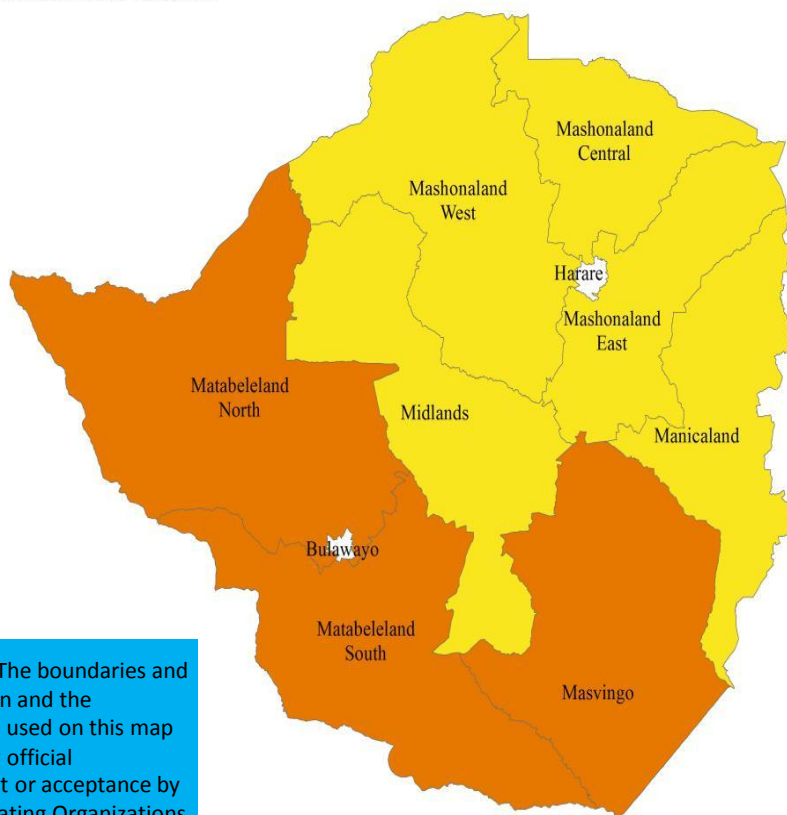 Mashonaland
Central
Mashonaland
West
Harare
Mashonaland
East
Matabeleland
North
Midlands
Manicaland
Bulawayo
Matabeleland
South
Masvingo
The boundaries and
and the
used on this map
official
or acceptance by
Organizations